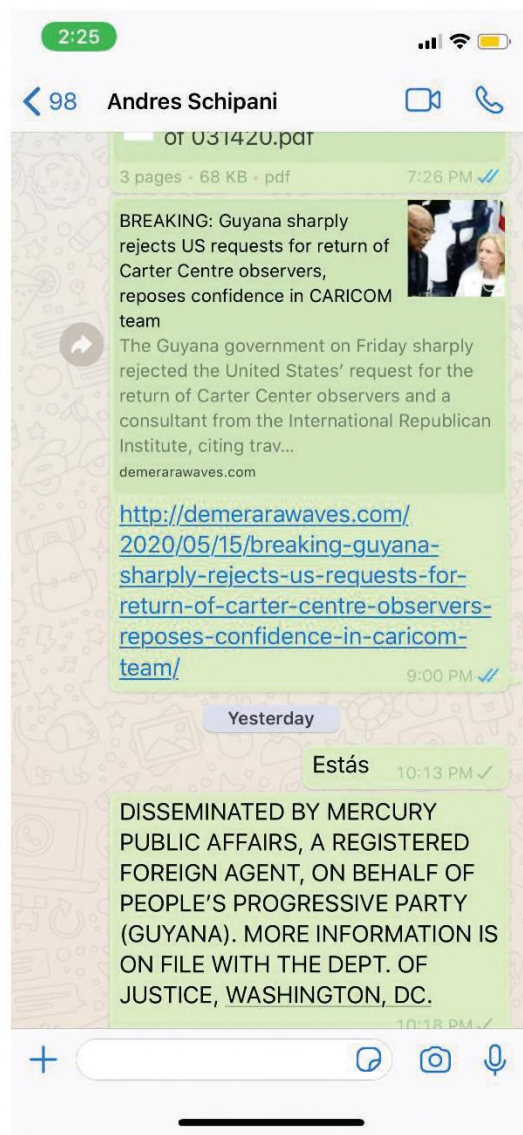 2:25
98 Andres Schipani
of 031420.pdf
3 pages · 68 KB · pdf 7:26 PM
BREAKING: Guyana sharply
rejects US requests for return of
Carter Centre observers,
reposes confidence in CARICOM
team
The Guyana government on Friday sharply
rejected the United States' request for the
return of Carter Center observers and a
consultant from the International Republican
Institute, citing trav...
demerarawaves.com
http://demerarawaves.com/
2020/05/15/breaking-guyana-
sharply-rejects-us-requests-for-
return-of-carter-centre-observers-
reposes-confidence-in-caricom-
team/
9:00 PM
Yesterday
Estás 10:13 PM
DISSEMINATED BY MERCURY
PUBLIC AFFAIRS, A REGISTERED
FOREIGN AGENT, ON BEHALF OF
PEOPLE'S PROGRESSIVE PARTY
(GUYANA). MORE INFORMATION IS
ON FILE WITH THE DEPT. OF
JUSTICE, WASHINGTON, DC.
10:18 PM